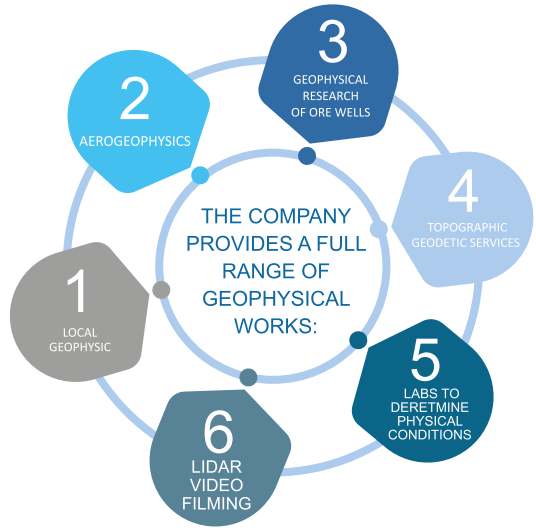 THE COMPANY
PROVIDES A FULL
RANGE OF
GEOPHYSICAL
WORKS:
1
LOCAL
GEOPHYSIC
2
AEROGEOPHYSICS
3
GEOPHYSICAL
RESEARCH
OF ORE WELLS
4
TOPOGRAPHIC
GEODETIC SERVICES
5
LABS TO
DERETMINE
PHYSICAL
CONDITIONS
6
LIDAR
VIDEO
FILMING